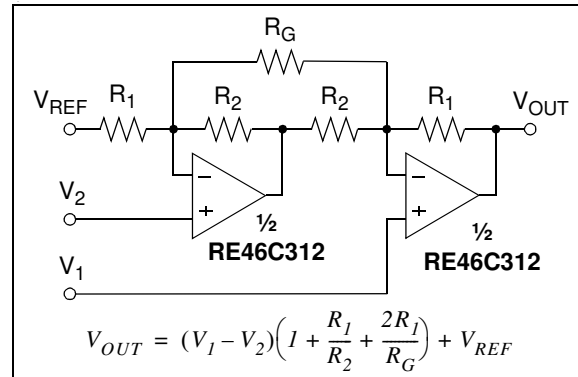 R_G
V_REF R_1 R_2 R_2 R_1 V_OUT
−
−
V_2
+
+
½
½
RE46C312
RE46C312
V_1
V_OUT = (V_1 – V_2)(1 + R_1/R_2 + 2R_1/R_G) + V_REF